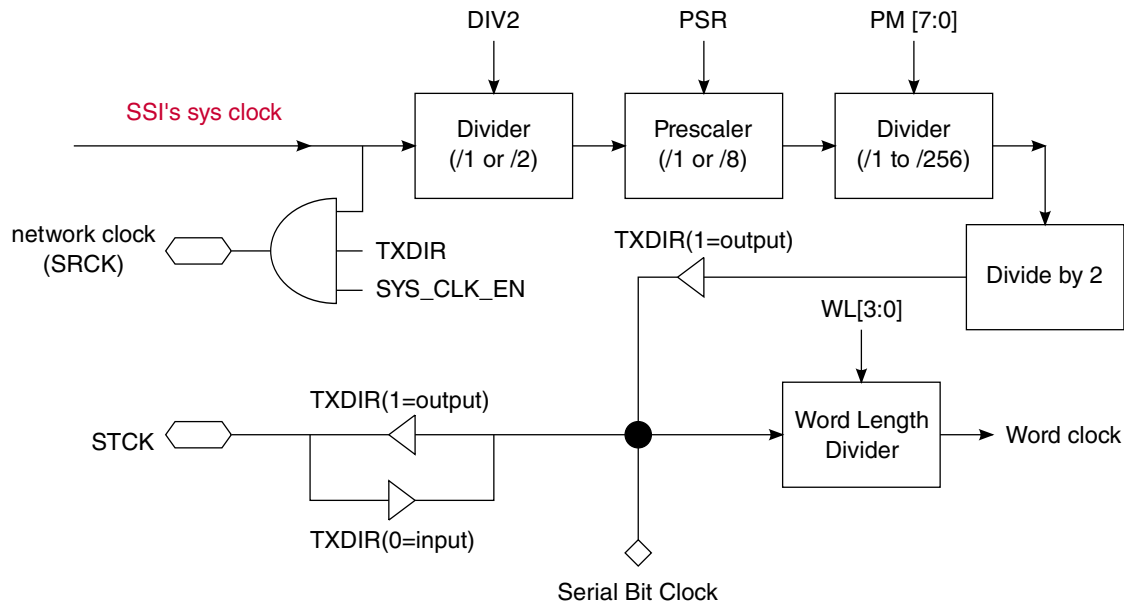 DIV2
PSR
PM [7:0]
SSI's sys clock
Divider
(/1 or /2)
Prescaler
(/1 or /8)
Divider
(/1 to /256)
network clock
(SRCK)
TXDIR
SYS_CLK_EN
TXDIR(1=output)
Divide by 2
WL[3:0]
TXDIR(1=output)
STCK
Word Length
Divider
Word clock
TXDIR(0=input)
Serial Bit Clock